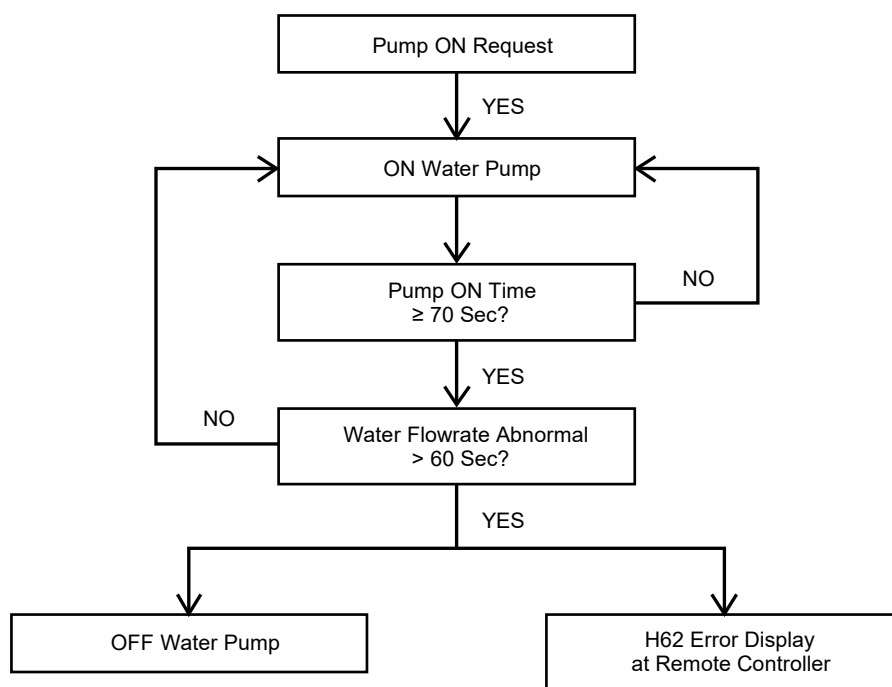 Pump ON Request
YES
ON Water Pump
Pump ON Time
≥ 70 Sec?
NO
YES
Water Flowrate Abnormal
> 60 Sec?
NO
YES
OFF Water Pump
H62 Error Display
at Remote Controller